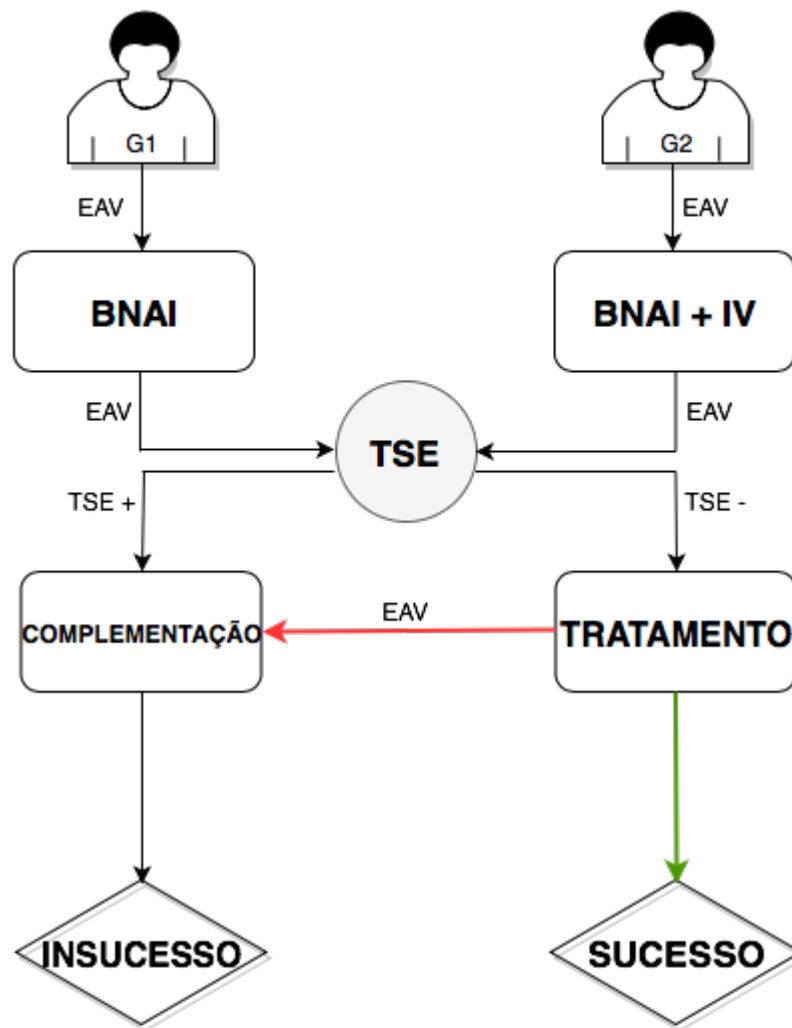 G1
G2
EAV
EAV
BNAI
BNAI + IV
EAV
EAV
TSE
TSE +
TSE -
COMPLEMENTAÇÃO
EAV
TRATAMENTO
INSUCESSO
SUCESSO